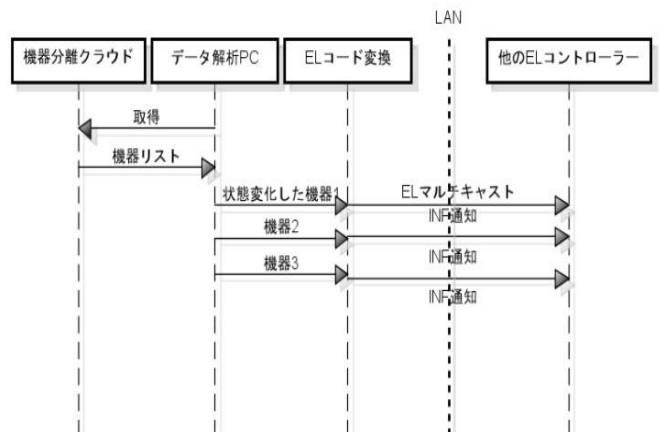 LAN
機器分離クラウド
データ解析PC
ELコード変換
他のELコントローラー
取得
機器リスト
状態変化した機器1
ELマルチキャスト
INF通知
機器2
INF通知
機器3
INF通知